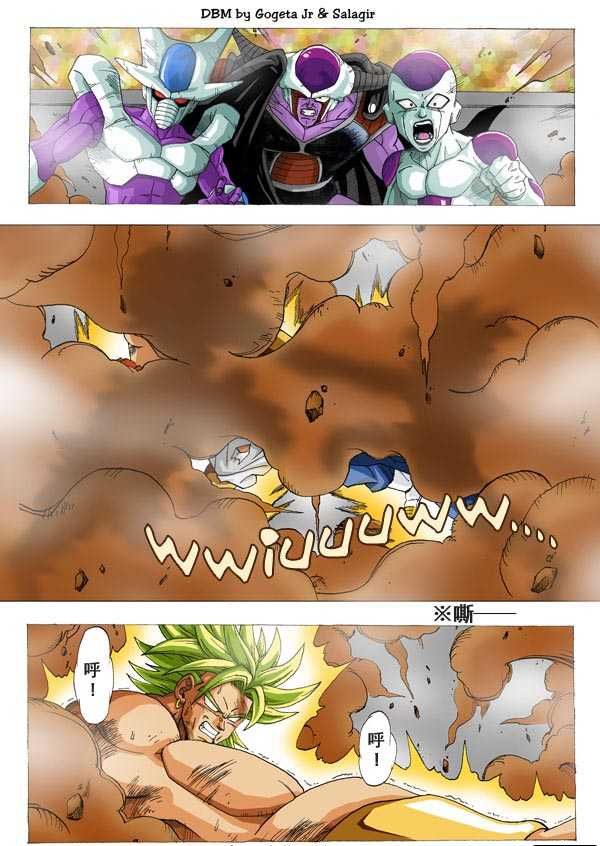 DBM by Gogeta Jr & Salagir
WWiUUUWW....
※嘶——
呼！
呼！